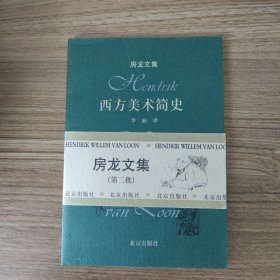 房龙文集
Hendrik
西方美术简史
李丽 译
HENDRIK WILLEM VAN LOON HENDRIK WILLEM VAN LOON
房龙文集
(第二批)
北京出版社 北京出版社 北京出版社 北京出版社
van Loon
北京出版社